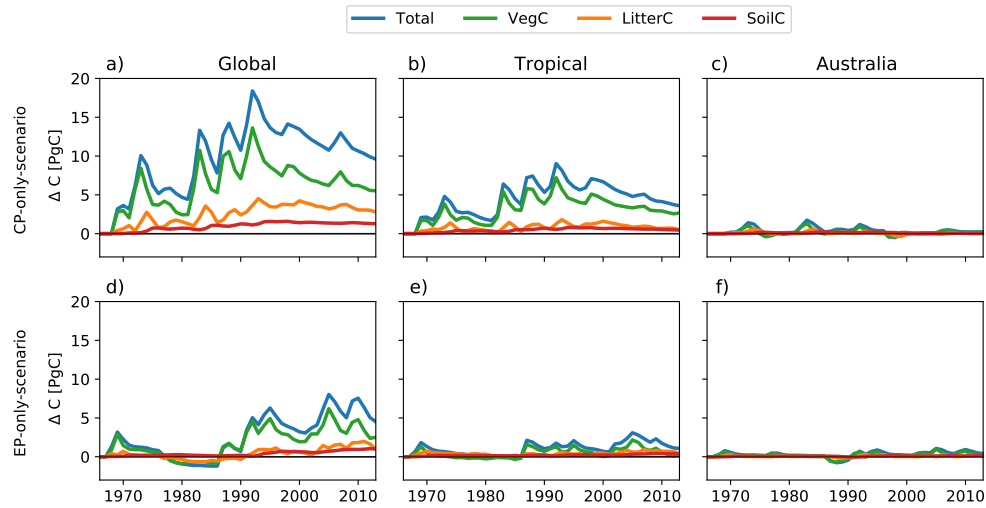 Total VegC LitterC SoilC
a) Global b) Tropical c) Australia
CP-only-scenario
Δ C [PgC]
20
15
10
5
0
d) e) f)
EP-only-scenario
Δ C [PgC]
20
15
10
5
0
1970 1980 1990 2000 2010 1970 1980 1990 2000 2010 1970 1980 1990 2000 2010